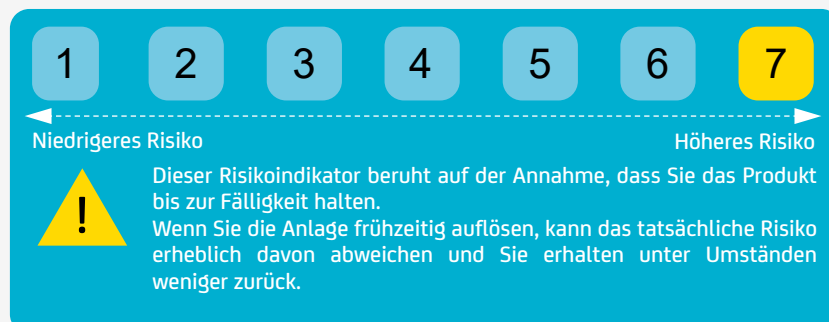 1 2 3 4 5 6 7
Niedrigeres Risiko Höheres Risiko
!
Dieser Risikoindikator beruht auf der Annahme, dass Sie das Produkt
bis zur Fälligkeit halten.
Wenn Sie die Anlage frühzeitig auflösen, kann das tatsächliche Risiko
erheblich davon abweichen und Sie erhalten unter Umständen
weniger zurück.